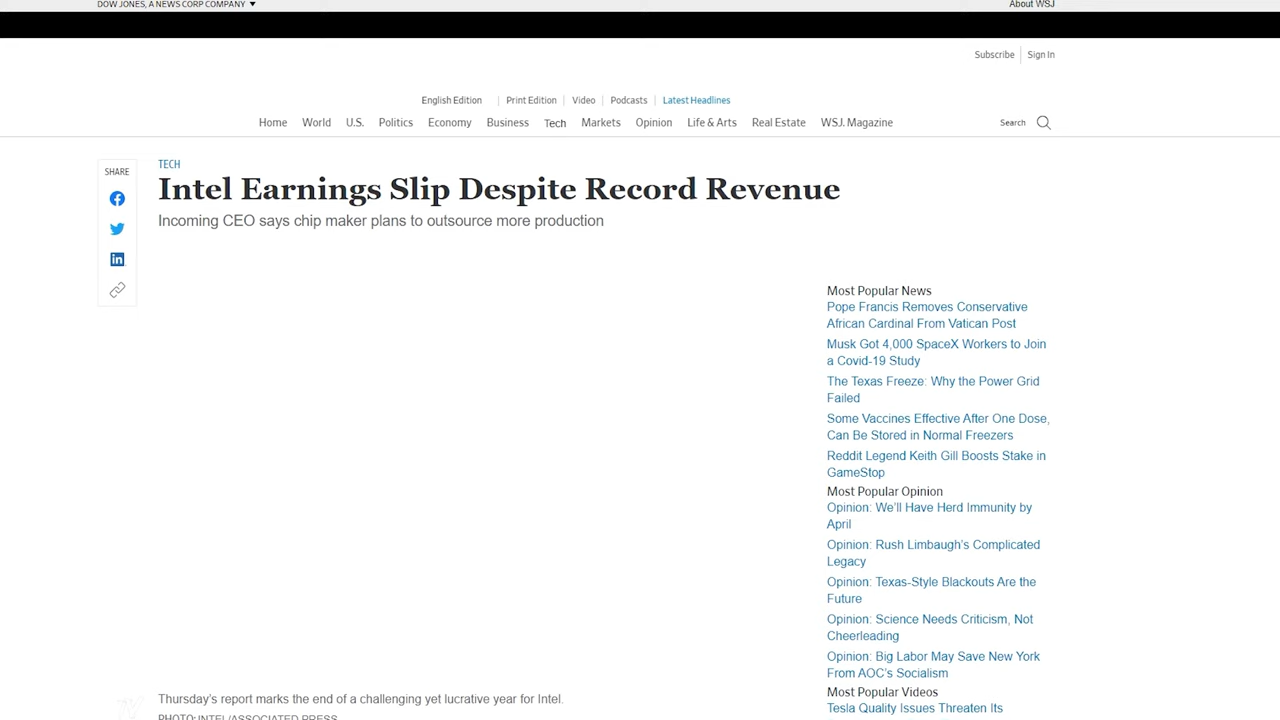 DOW JONES, A NEWS CORP COMPANY
About WSJ
Subscribe
Sign In
English Edition
Print Edition
Video
Podcasts
Latest Headlines
Home
World
U.S.
Politics
Economy
Business
Tech
Markets
Opinion
Life & Arts
Real Estate
WSJ. Magazine
Search
SHARE
TECH
Intel Earnings Slip Despite Record Revenue
Incoming CEO says chip maker plans to outsource more production
Thursday's report marks the end of a challenging yet lucrative year for Intel.
PHOTO: INTEL/ASSOCIATED PRESS
Most Popular News
Pope Francis Removes Conservative
African Cardinal From Vatican Post
Musk Got 4,000 SpaceX Workers to Join
a Covid-19 Study
The Texas Freeze: Why the Power Grid
Failed
Some Vaccines Effective After One Dose,
Can Be Stored in Normal Freezers
Reddit Legend Keith Gill Boosts Stake in
GameStop
Most Popular Opinion
Opinion: We'll Have Herd Immunity by
April
Opinion: Rush Limbaugh's Complicated
Legacy
Opinion: Texas-Style Blackouts Are the
Future
Opinion: Science Needs Criticism, Not
Cheerleading
Opinion: Big Labor May Save New York
From AOC's Socialism
Most Popular Videos
Tesla Quality Issues Threaten Its